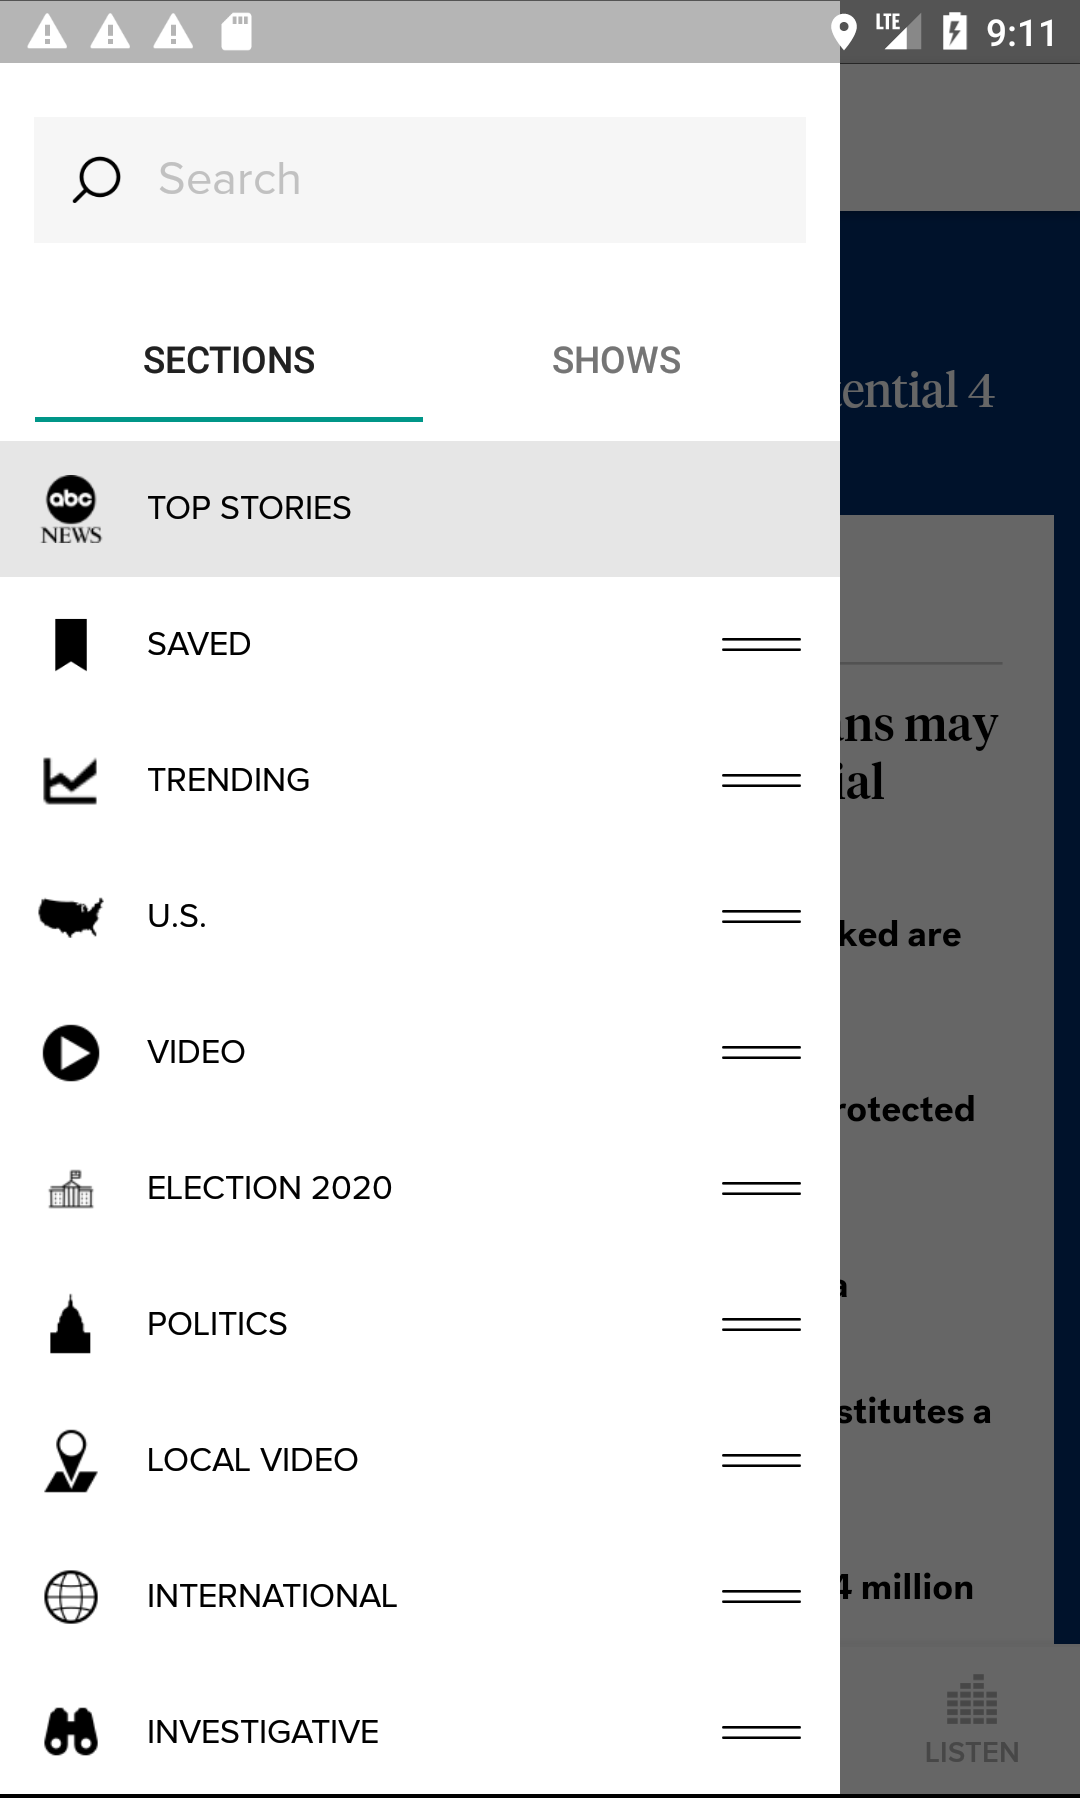 LTE 9:11
Search
SECTIONS SHOWS
ential 4
abc
NEWS
TOP STORIES
SAVED
ns may
TRENDING
ial
U.S.
ked are
VIDEO
rotected
ELECTION 2020
a
POLITICS
stitutes a
LOCAL VIDEO
INTERNATIONAL
4 million
INVESTIGATIVE
LISTEN